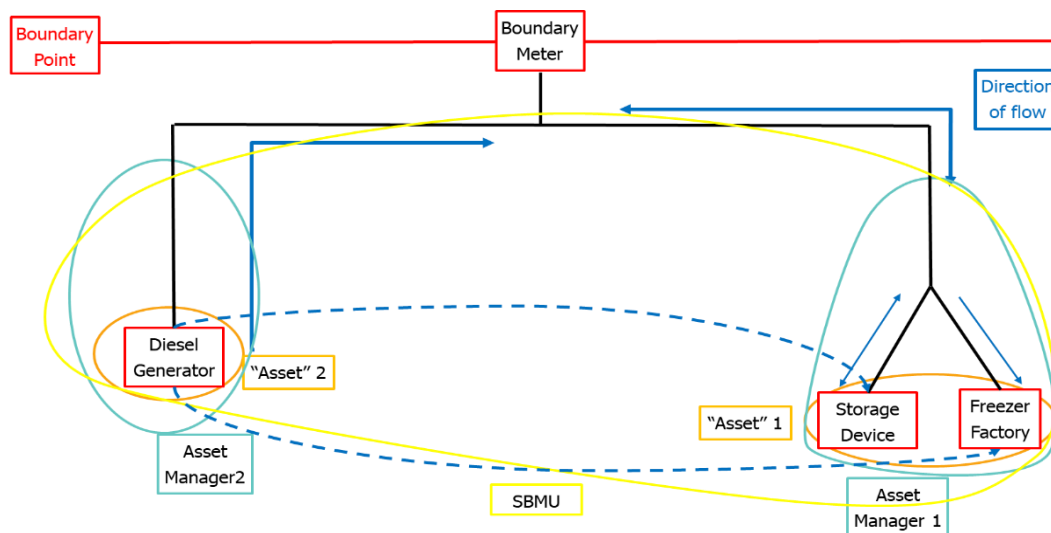 Boundary
Point
Boundary
Meter
Direction
of flow
Diesel
Generator
"Asset" 2
"Asset" 1
Storage
Device
Freezer
Factory
Asset
Manager2
SBMU
Asset
Manager 1